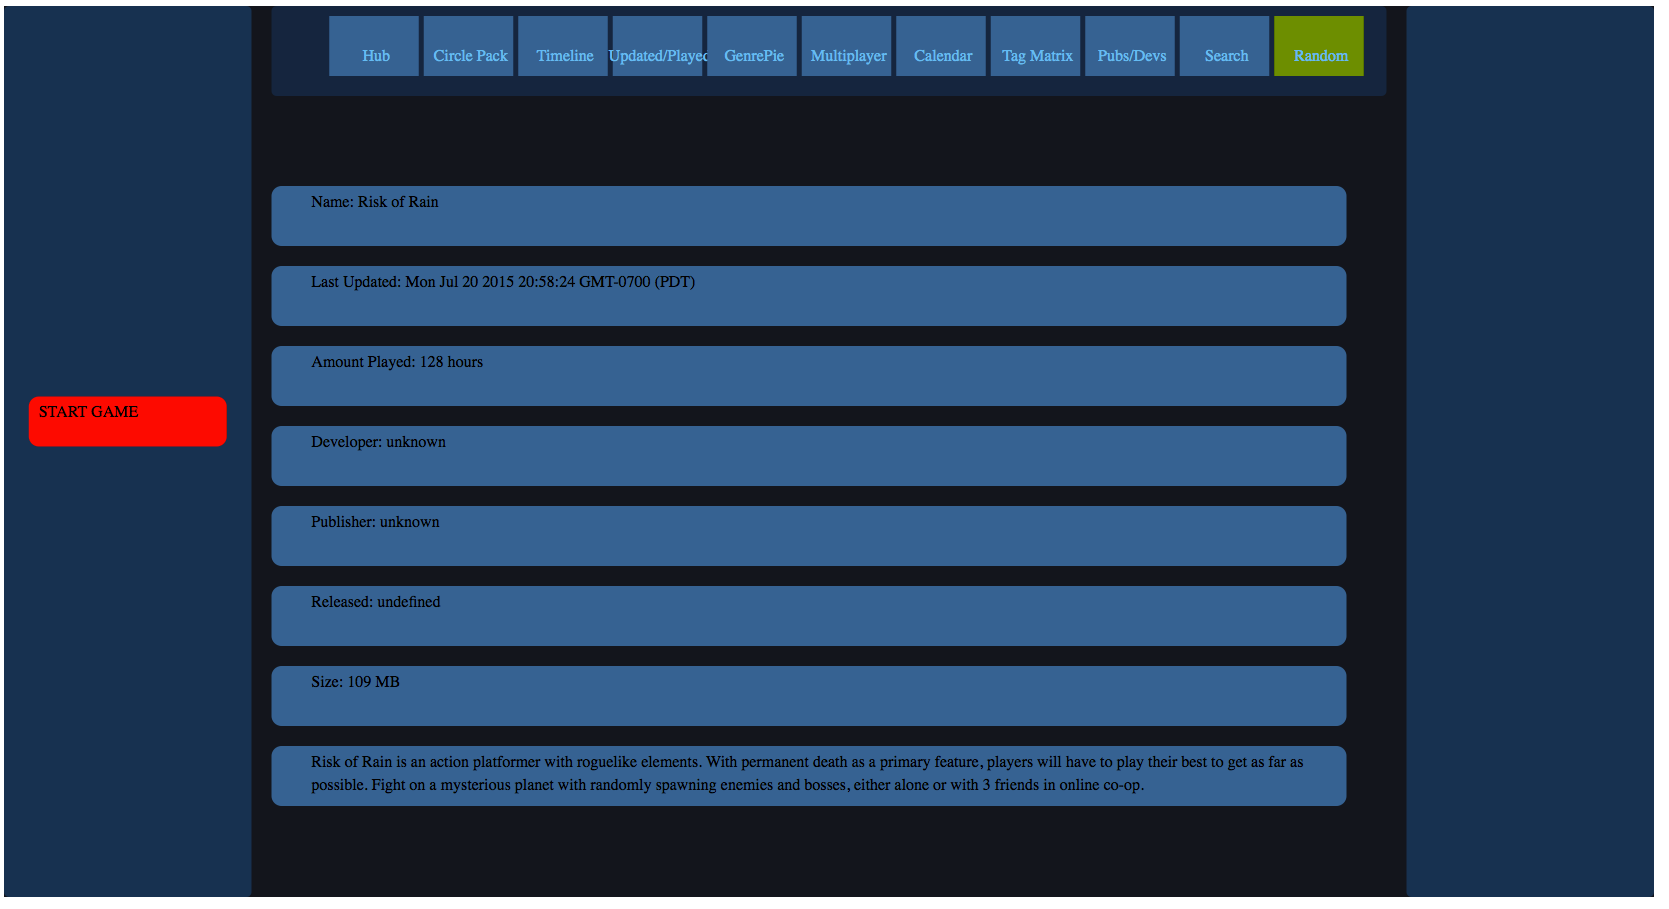 Hub Circle Pack Timeline Updated/Played GenrePie Multiplayer Calendar Tag Matrix Pubs/Devs Search Random
Name: Risk of Rain
Last Updated: Mon Jul 20 2015 20:58:24 GMT-0700 (PDT)
Amount Played: 128 hours
START GAME
Developer: unknown
Publisher: unknown
Released: undefined
Size: 109 MB
Risk of Rain is an action platformer with roguelike elements. With permanent death as a primary feature, players will have to play their best to get as far as
possible. Fight on a mysterious planet with randomly spawning enemies and bosses, either alone or with 3 friends in online co-op.